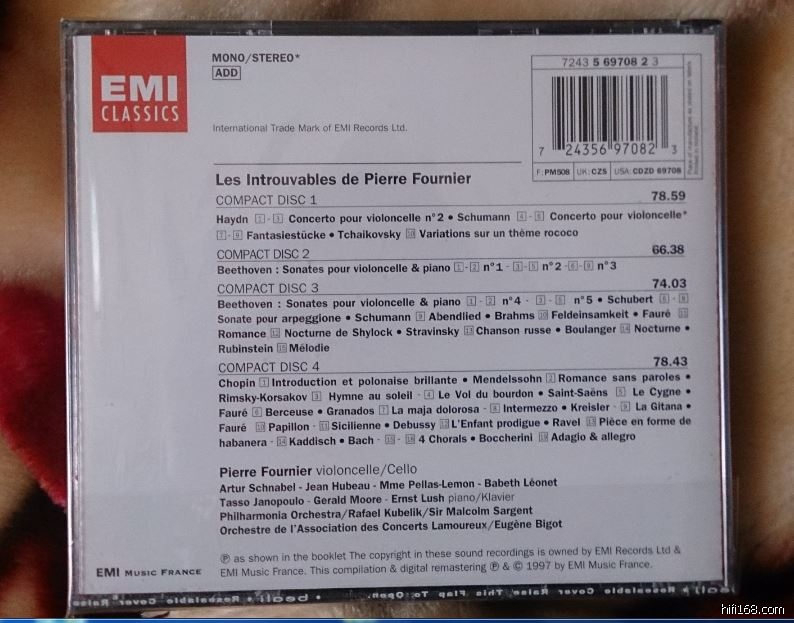 EMI
CLASSICS
MONO/STEREO*
ADD
International Trade Mark of EMI Records Ltd.
7243 5 69708 2 3
7 24356 97082 3
F: PM508 UK: CZS USA: CDZD 69708
Les Introuvables de Pierre Fournier
COMPACT DISC 1 78.59
Haydn 1 - 3 Concerto pour violoncelle n°2 • Schumann 4 - 6 Concerto pour violoncelle*
7 - 9 Fantasiestücke • Tchaikovsky 10 Variations sur un thème rococo
COMPACT DISC 2 66.38
Beethoven : Sonates pour violoncelle & piano 1 - 2 n°1 - 3 - 5 n°2 - 6 - 8 n°3
COMPACT DISC 3 74.03
Beethoven : Sonates pour violoncelle & piano 1 - 2 n°4 - 3 - 5 n°5 • Schubert 6 - 8
Sonate pour arpeggione • Schumann 9 Abendlied • Brahms 10 Feldeinsamkeit • Fauré 11
Romance 12 Nocturne de Shylock • Stravinsky 13 Chanson russe • Boulanger 14 Nocturne •
Rubinstein 15 Mélodie
COMPACT DISC 4 78.43
Chopin 1 Introduction et polonaise brillante • Mendelssohn 2 Romance sans paroles •
Rimsky-Korsakov 3 Hymne au soleil - 4 Le Vol du bourdon • Saint-Saëns 5 Le Cygne •
Fauré 6 Berceuse • Granados 7 La maja dolorosa - 8 Intermezzo • Kreisler - 9 La Gitana •
Fauré 10 Papillon - 11 Sicilienne • Debussy 12 L'Enfant prodigue • Ravel 13 Pièce en forme de
habanera - 14 Kaddisch • Bach - 15 - 18 4 Chorals • Boccherini 19 Adagio & allegro
Pierre Fournier violoncelle/Cello
Artur Schnabel - Jean Hubeau - Mme Pellas-Lemon - Babeth Léonet
Tasso Janopoulo - Gerald Moore - Ernst Lush piano/Klavier
Philharmonia Orchestra/Rafael Kubelik/Sir Malcolm Sargent
Orchestre de l'Association des Concerts Lamoureux/Eugène Bigot
℗ as shown in the booklet The copyright in these sound recordings is owned by EMI Records Ltd &
EMI Music France. This compilation & digital remastering ℗ & © 1997 by EMI Music France.
EMI MUSIC FRANCE
hifi168.com